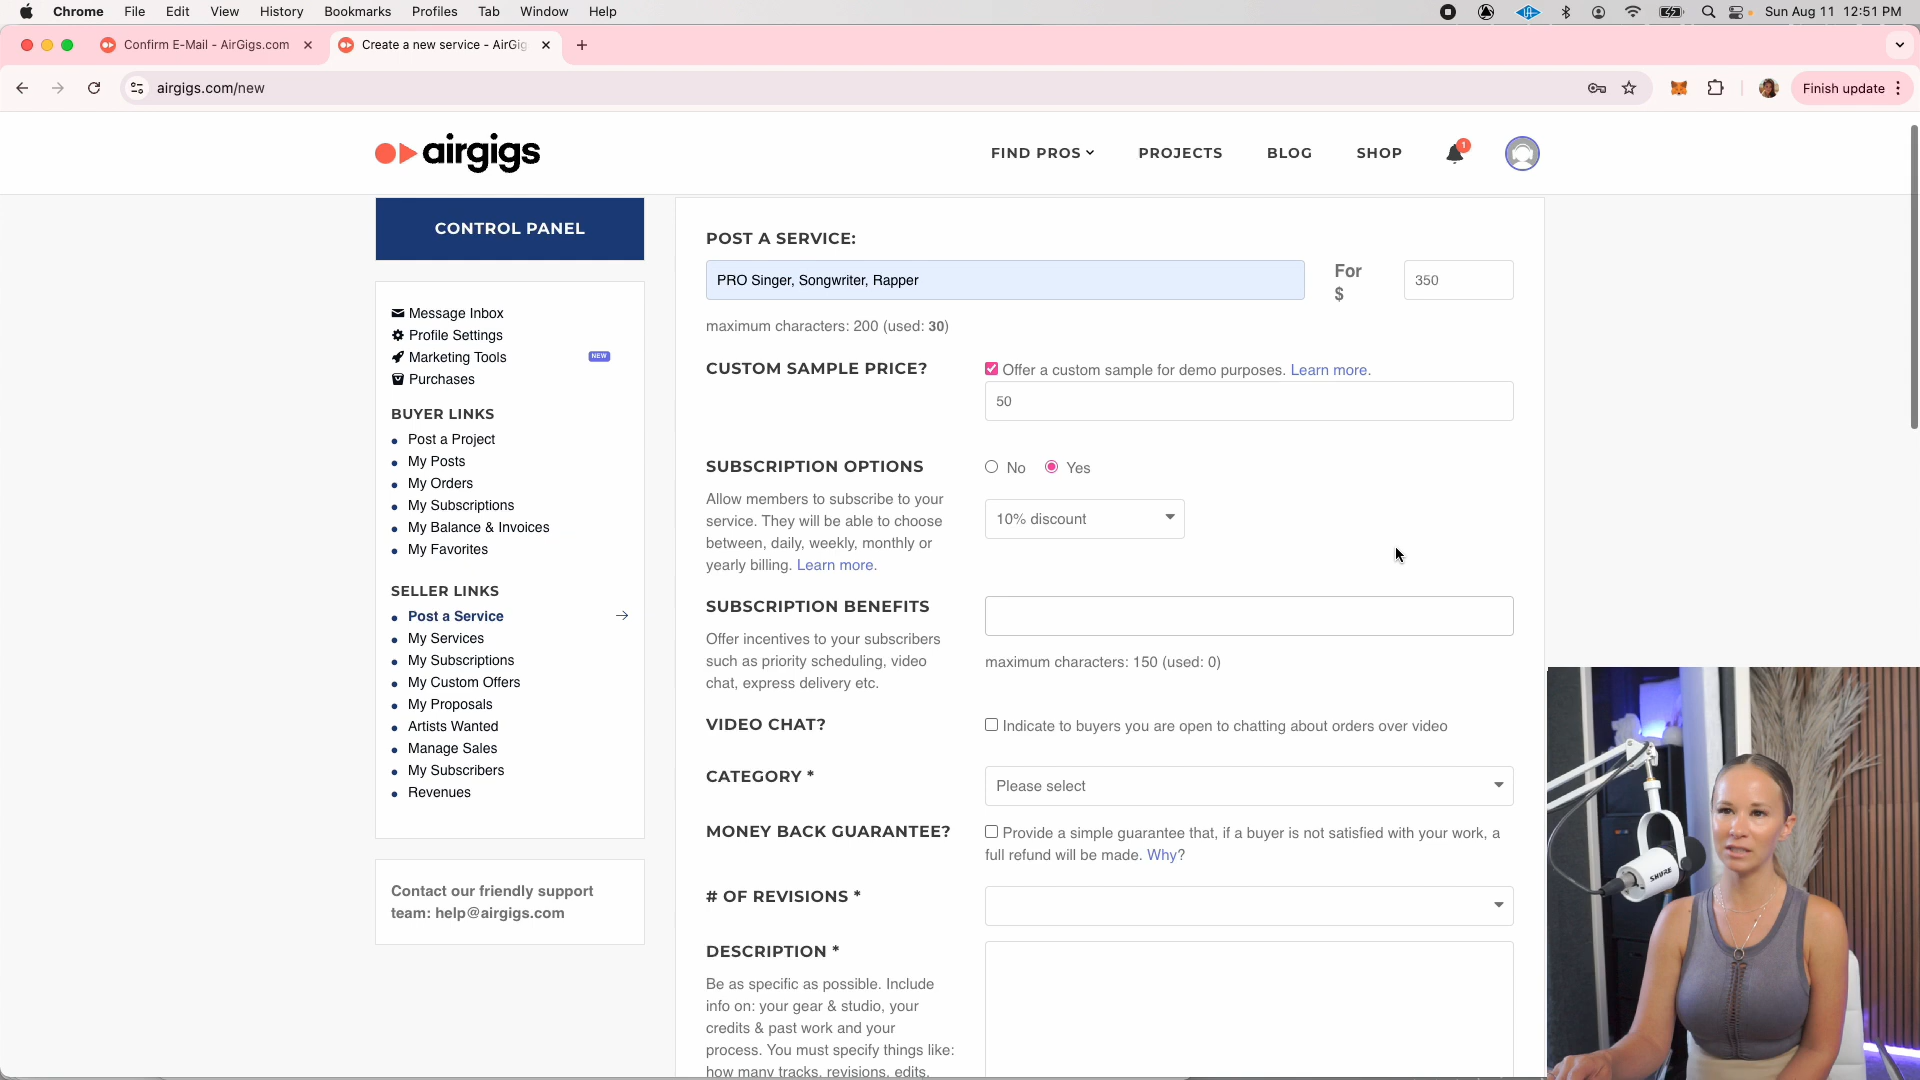 Chrome File Edit View History Bookmarks Profiles Tab Window Help Sun Aug 11 12:51 PM
Confirm E-Mail - AirGigs.com Create a new service - AirGig
airgigs.com/new Finish update
airgigs FIND PROS PROJECTS BLOG SHOP 1
CONTROL PANEL
Message Inbox
Profile Settings
Marketing Tools NEW
Purchases
BUYER LINKS
Post a Project
My Posts
My Orders
My Subscriptions
My Balance & Invoices
My Favorites
SELLER LINKS
Post a Service
My Services
My Subscriptions
My Custom Offers
My Proposals
Artists Wanted
Manage Sales
My Subscribers
Revenues
Contact our friendly support
team: help@airgigs.com
POST A SERVICE:
PRO Singer, Songwriter, Rapper For $ 350
maximum characters: 200 (used: 30)
CUSTOM SAMPLE PRICE? Offer a custom sample for demo purposes. Learn more.
50
SUBSCRIPTION OPTIONS No Yes
Allow members to subscribe to your
service. They will be able to choose
between, daily, weekly, monthly or
yearly billing. Learn more.
10% discount
SUBSCRIPTION BENEFITS
Offer incentives to your subscribers
such as priority scheduling, video
chat, express delivery etc.
maximum characters: 150 (used: 0)
VIDEO CHAT? Indicate to buyers you are open to chatting about orders over video
CATEGORY * Please select
MONEY BACK GUARANTEE? Provide a simple guarantee that, if a buyer is not satisfied with your work, a
full refund will be made. Why?
# OF REVISIONS *
DESCRIPTION *
Be as specific as possible. Include
info on: your gear & studio, your
credits & past work and your
process. You must specify things like:
how many tracks, revisions, edits,
SHURE